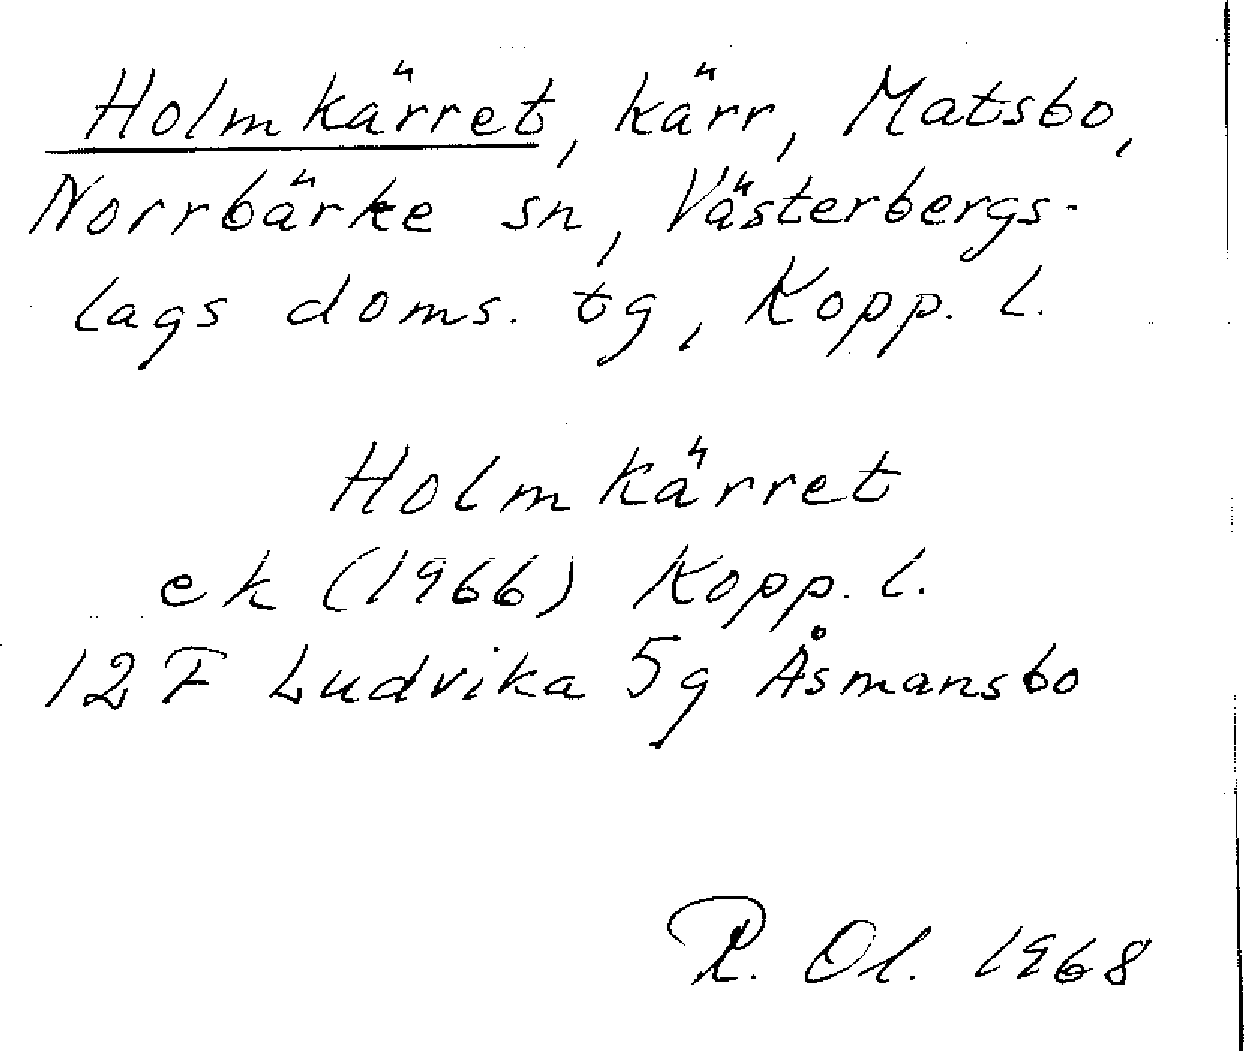 Holmkärret, kärr, Matsbo,
Norrbärke sn, Västerbergs-
lags doms. tg, Kopp. l.
Holmkärret
ek (1966) Kopp. l.
12 F Ludvika 5g Åsmansbo
R. Ol. 1968